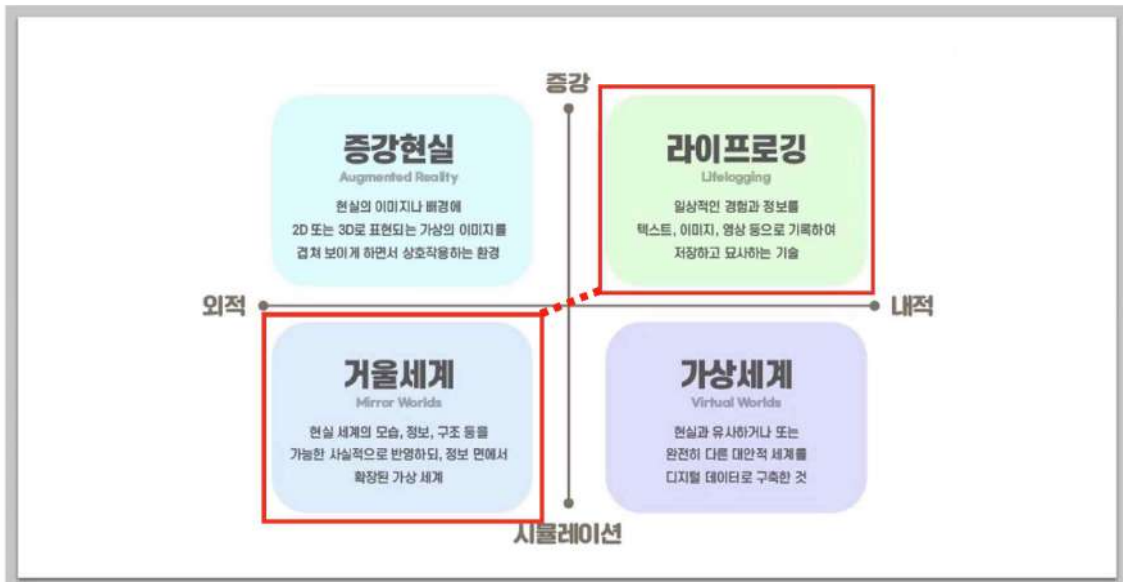 증강
증강현실
Augmented Reality
현실의 이미지나 배경에
2D 또는 3D로 표현되는 가상의 이미지를
겹쳐 보이게 하면서 상호작용하는 환경
라이프로깅
Lifelogging
일상적인 경험과 정보를
텍스트, 이미지, 영상 등으로 기록하여
저장하고 묘사하는 기술
외적
내적
거울세계
Mirror Worlds
현실 세계의 모습, 정보, 구조 등을
가능한 사실적으로 반영하되, 정보 면에서
확장된 가상 세계
가상세계
Virtual Worlds
현실과 유사하거나 또는
완전히 다른 대안적 세계를
디지털 데이터로 구축한 것
시뮬레이션